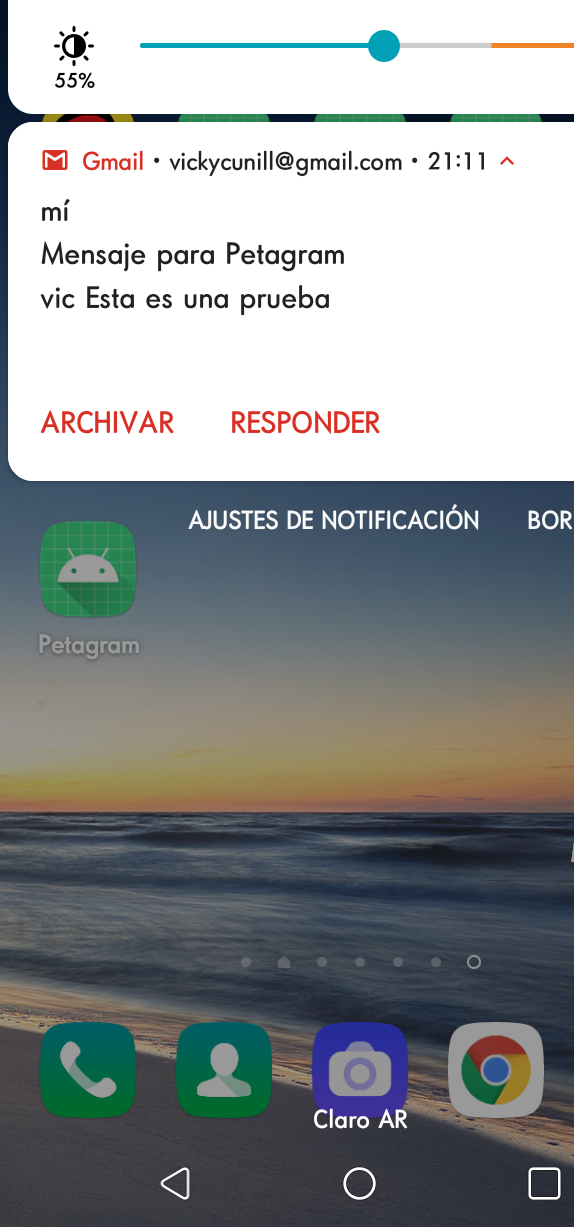 55%
Gmail • vickycunill@gmail.com • 21:11
mí
Mensaje para Petagram
vic Esta es una prueba
ARCHIVAR RESPONDER
AJUSTES DE NOTIFICACIÓN BOR
Petagram
Claro AR